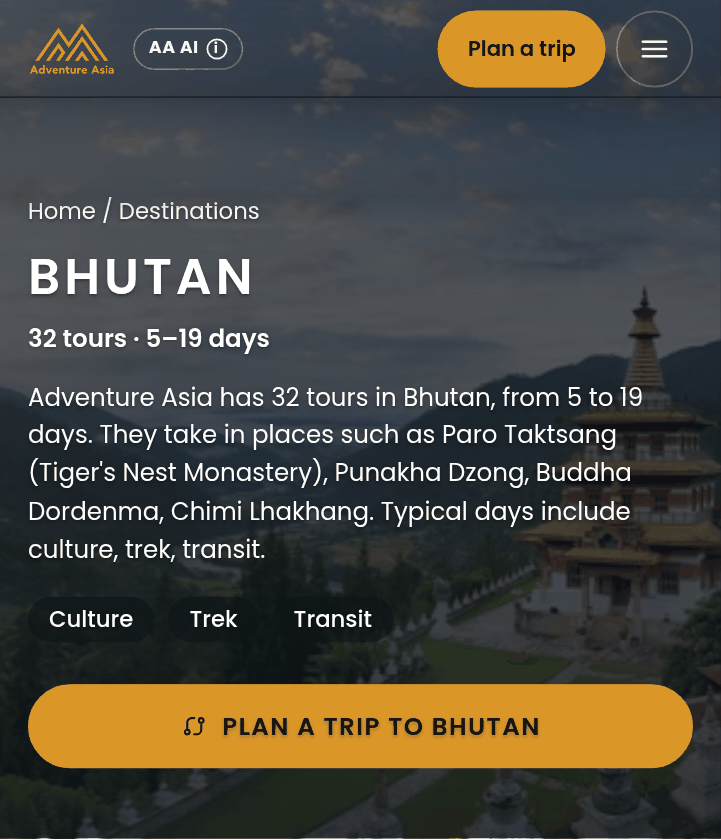 Adventure Asia
AA AI
Plan a trip
Home / Destinations
BHUTAN
32 tours · 5–19 days
Adventure Asia has 32 tours in Bhutan, from 5 to 19
days. They take in places such as Paro Taktsang
(Tiger's Nest Monastery), Punakha Dzong, Buddha
Dordenma, Chimi Lhakhang. Typical days include
culture, trek, transit.
Culture Trek Transit
PLAN A TRIP TO BHUTAN